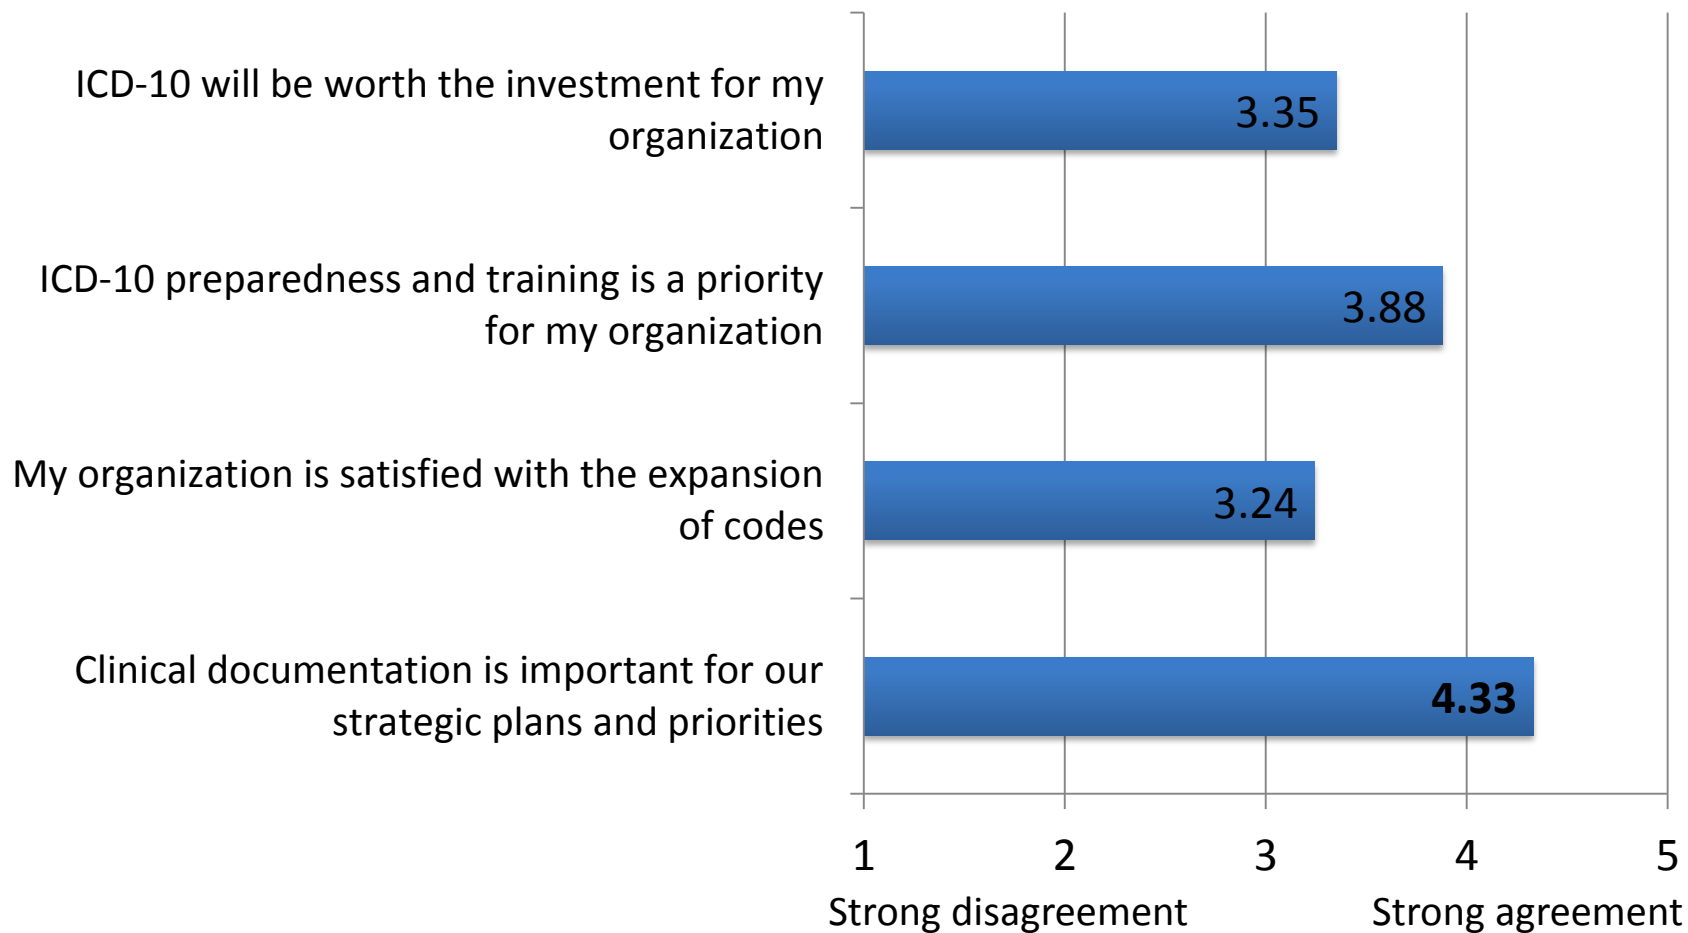 ICD-10 will be worth the investment for my
organization
3.35
ICD-10 preparedness and training is a priority
for my organization
3.88
My organization is satisfied with the expansion
of codes
3.24
Clinical documentation is important for our
strategic plans and priorities
4.33
1 2 3 4 5
Strong disagreement Strong agreement